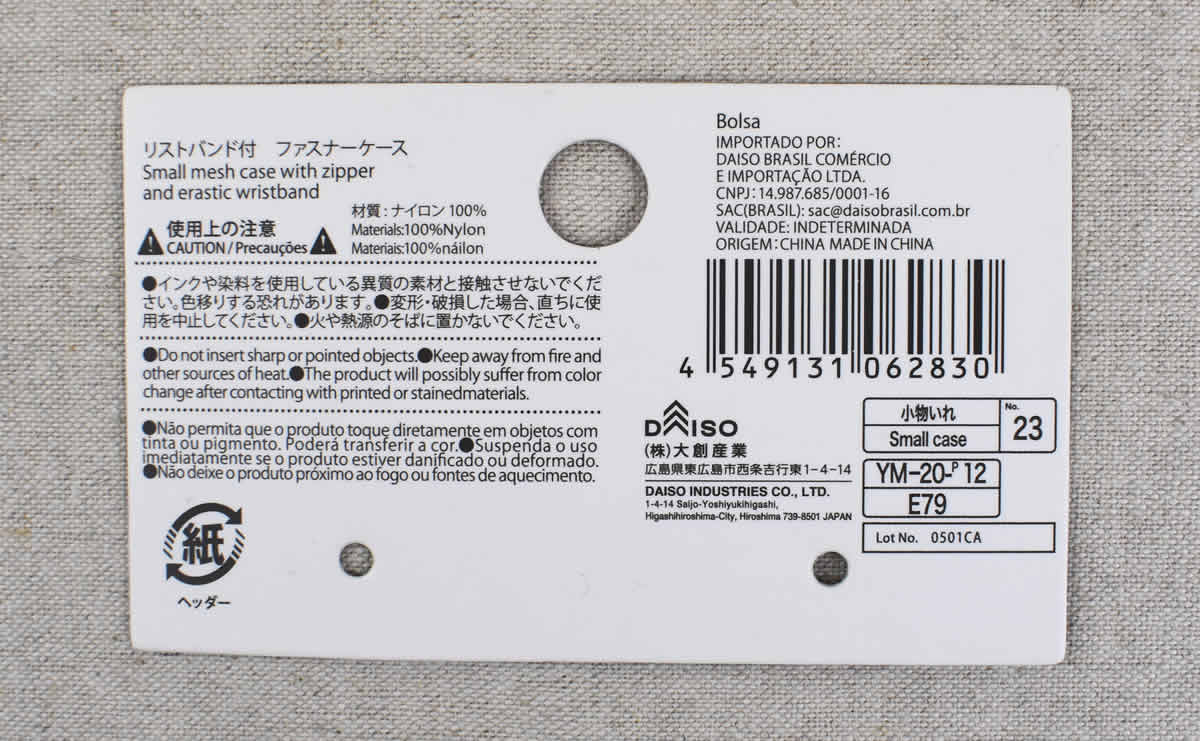 リストバンド付 ファスナーケース
Small mesh case with zipper
and erastic wristband
使用上の注意
CAUTION / Precauções
材質 : ナイロン 100%
Materials:100%Nylon
Materiais:100%náilon
●インクや染料を使用している異質の素材と接触させないでくだ
さい。色移りする恐れがあります。●変形・破損した場合、直ちに使
用を中止してください。●火や熱源のそばに置かないでください。
●Do not insert sharp or pointed objects.●Keep away from fire and
other sources of heat.●The product will possibly suffer from color
change after contacting with printed or stainedmaterials.
●Não permita que o produto toque diretamente em objetos com
tinta ou pigmento. Poderá transferir a cor.●Suspenda o uso
imediatamente se o produto estiver danificado ou deformado.
●Não deixe o produto próximo ao fogo ou fontes de aquecimento.
紙
ヘッダー
Bolsa
IMPORTADO POR:
DAISO BRASIL COMÉRCIO
E IMPORTAÇÃO LTDA.
CNPJ: 14.987.685/0001-16
SAC(BRASIL): sac@daisobrasil.com.br
VALIDADE: INDETERMINADA
ORIGEM: CHINA MADE IN CHINA
4 549131 062830
DAISO
(株)大創産業
広島県東広島市西条吉行東1-4-14
DAISO INDUSTRIES CO., LTD.
1-4-14 Saijo-Yoshiyukihigashi,
Higashihiroshima-City, Hiroshima 739-8501 JAPAN
小物いれ
Small case
No.
23
YM-20-P 12
E79
Lot No. 0501CA